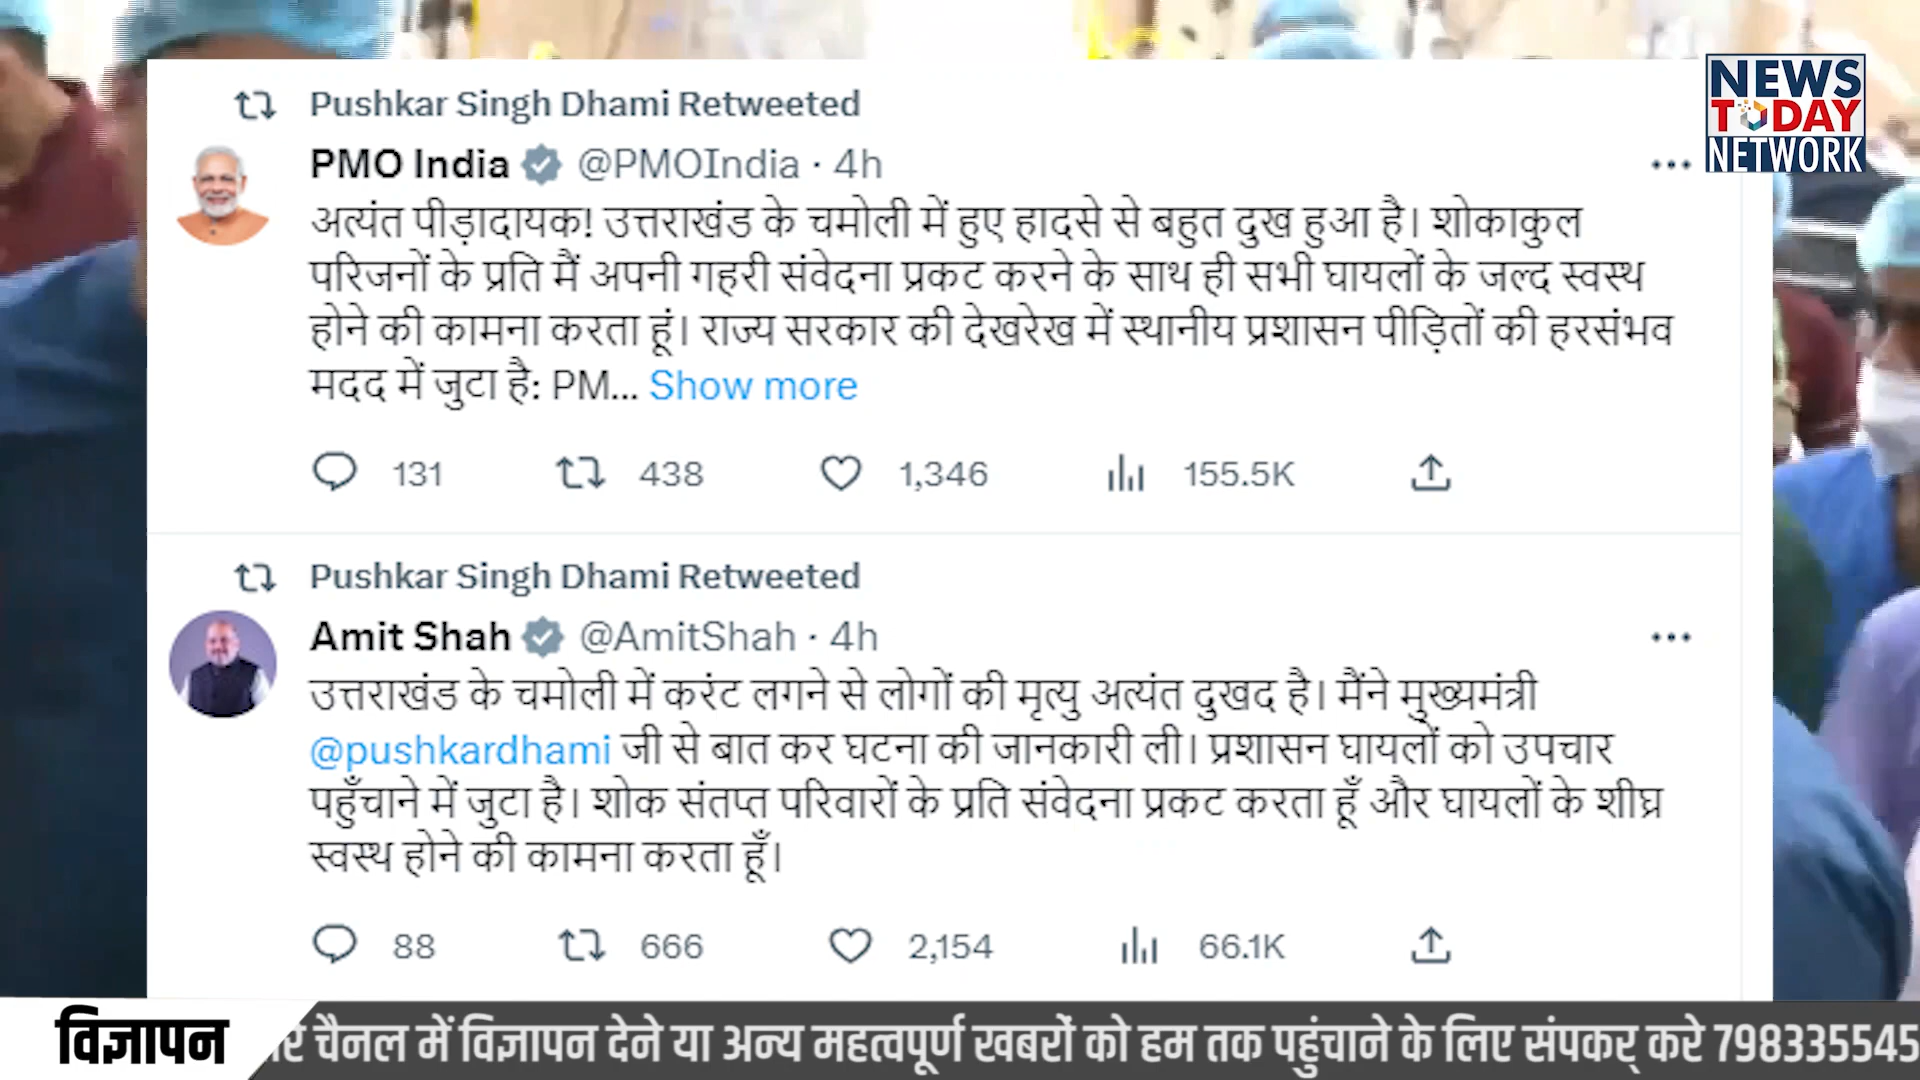 Pushkar Singh Dhami Retweeted
PMO India @PMOIndia · 4h
अत्यंत पीड़ादायक! उत्तराखंड के चमोली में हुए हादसे से बहुत दुख हुआ है। शोकाकुल
परिजनों के प्रति मैं अपनी गहरी संवेदना प्रकट करने के साथ ही सभी घायलों के जल्द स्वस्थ
होने की कामना करता हूं। राज्य सरकार की देखरेख में स्थानीय प्रशासन पीड़ितों की हरसंभव
मदद में जुटा है: PM... Show more
131 438 1,346 155.5K
Pushkar Singh Dhami Retweeted
Amit Shah @AmitShah · 4h
उत्तराखंड के चमोली में करंट लगने से लोगों की मृत्यु अत्यंत दुखद है। मैंने मुख्यमंत्री
@pushkardhami जी से बात कर घटना की जानकारी ली। प्रशासन घायलों को उपचार
पहुँचाने में जुटा है। शोक संतप्त परिवारों के प्रति संवेदना प्रकट करता हूँ और घायलों के शीघ्र
स्वस्थ होने की कामना करता हूँ।
88 666 2,154 66.1K
NEWS
TODAY
NETWORK
विज्ञापन
चैनल में विज्ञापन देने या अन्य महत्वपूर्ण खबरों को हम तक पहुंचाने के लिए संपकर् करे 798335545